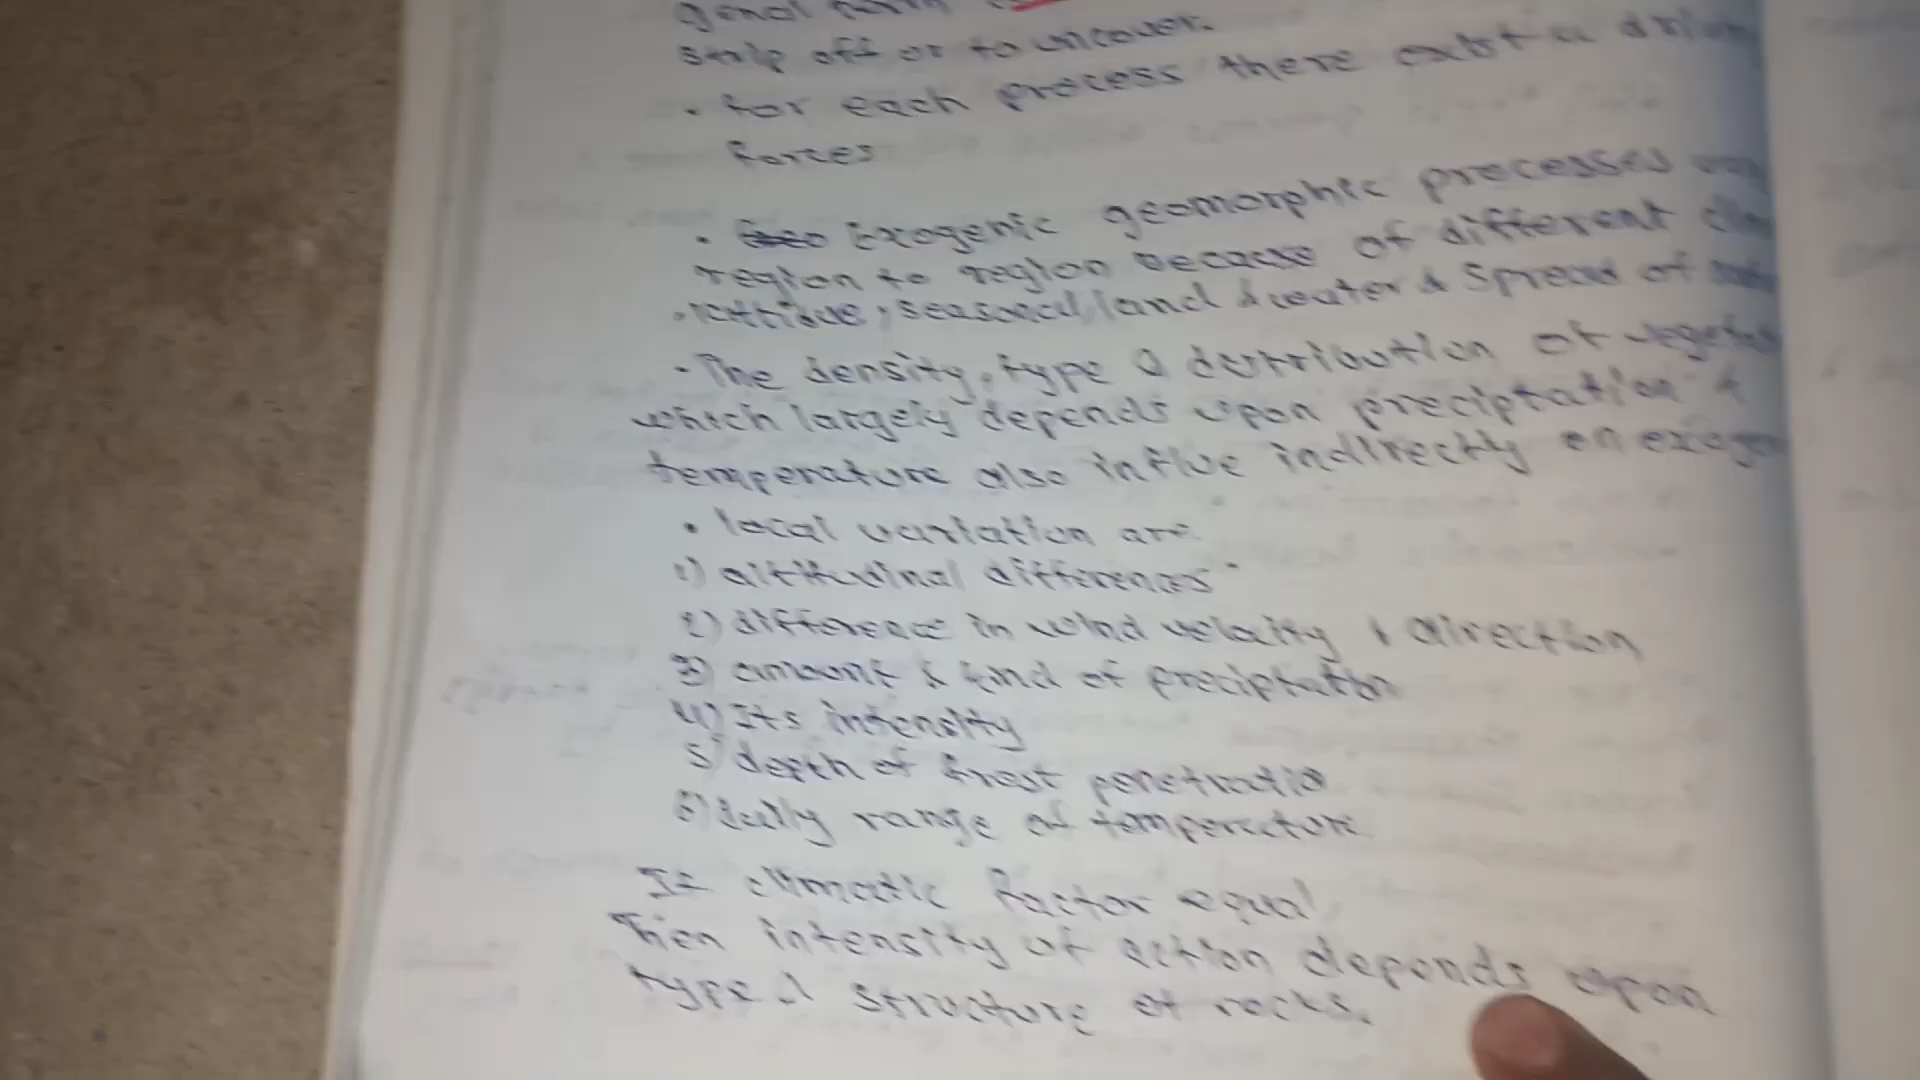 strip off or to uncover.
• for each process there exist a
forces
• Exogenic geomorphic processes
region to region because of different
• lattitue, seasonal, land & water & Spread of
• The density, type & distribution of
which largely depends upon preciptation &
temperature also influe indirectly on
• local variation are
1) altitudinal differences
2) difference in wind velocity & direction
3) amount & kind of preciptation
4) Its intensity
5) depth of frost penetratio
6) daily range of temperature
If climatic factor equal
Then intensity of action depends upon
type & structure of rocks.